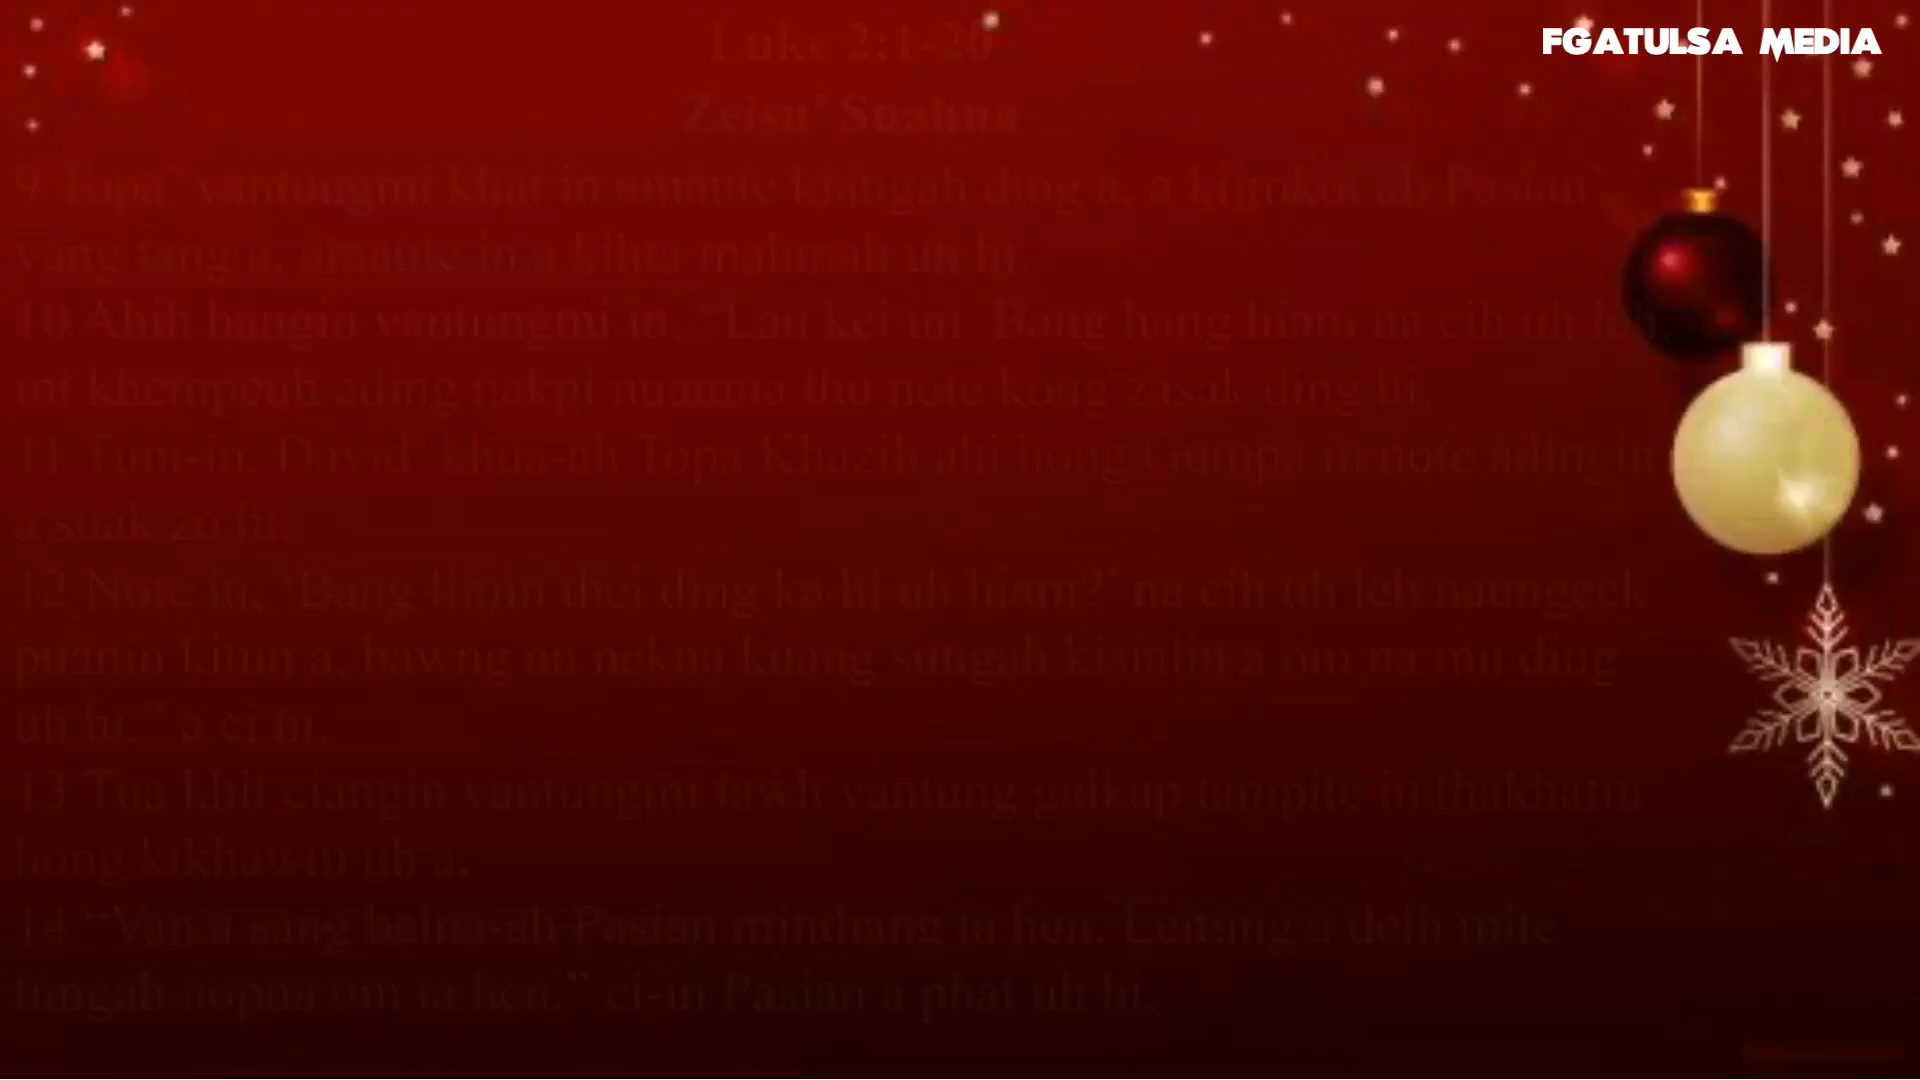 FGATULSA MEDIA
Luke 2:1-20
Zeisu' Suahna
9 Topa' vantungmi khat in amaute kiangah ding a, a kiimkot ah Pasian'
vang tang a, amaute in a kihta mahmah uh hi.
10 Ahih hangin vantungmi in, "Lau kei un. Bang hang hiam na cih uh leh,
mi khempeuh ading nakpi nuamna thu note kong zasak ding hi.
11 Tuni-in, David' khua-ah Topa Khazih ahi hong Gumpa in note adingin
a suak zo hi.
12 Note in, 'Bang limin thei ding ka hi uh hiam?' na cih uh leh naungeek
puanin kitun a, bawng an nekna kuang sungah kisialin a om na mu ding
uh hi," a ci hi.
13 Tua khit ciangin vantungmi tawh vantung galkap tampite in thakhatin
hong kikhawm uh a,
14 "Van a sang belna-ah Pasian minthang ta hen. Leitung a deih mite
tungah nopna om ta hen," ci-in Pasian a phat uh hi.